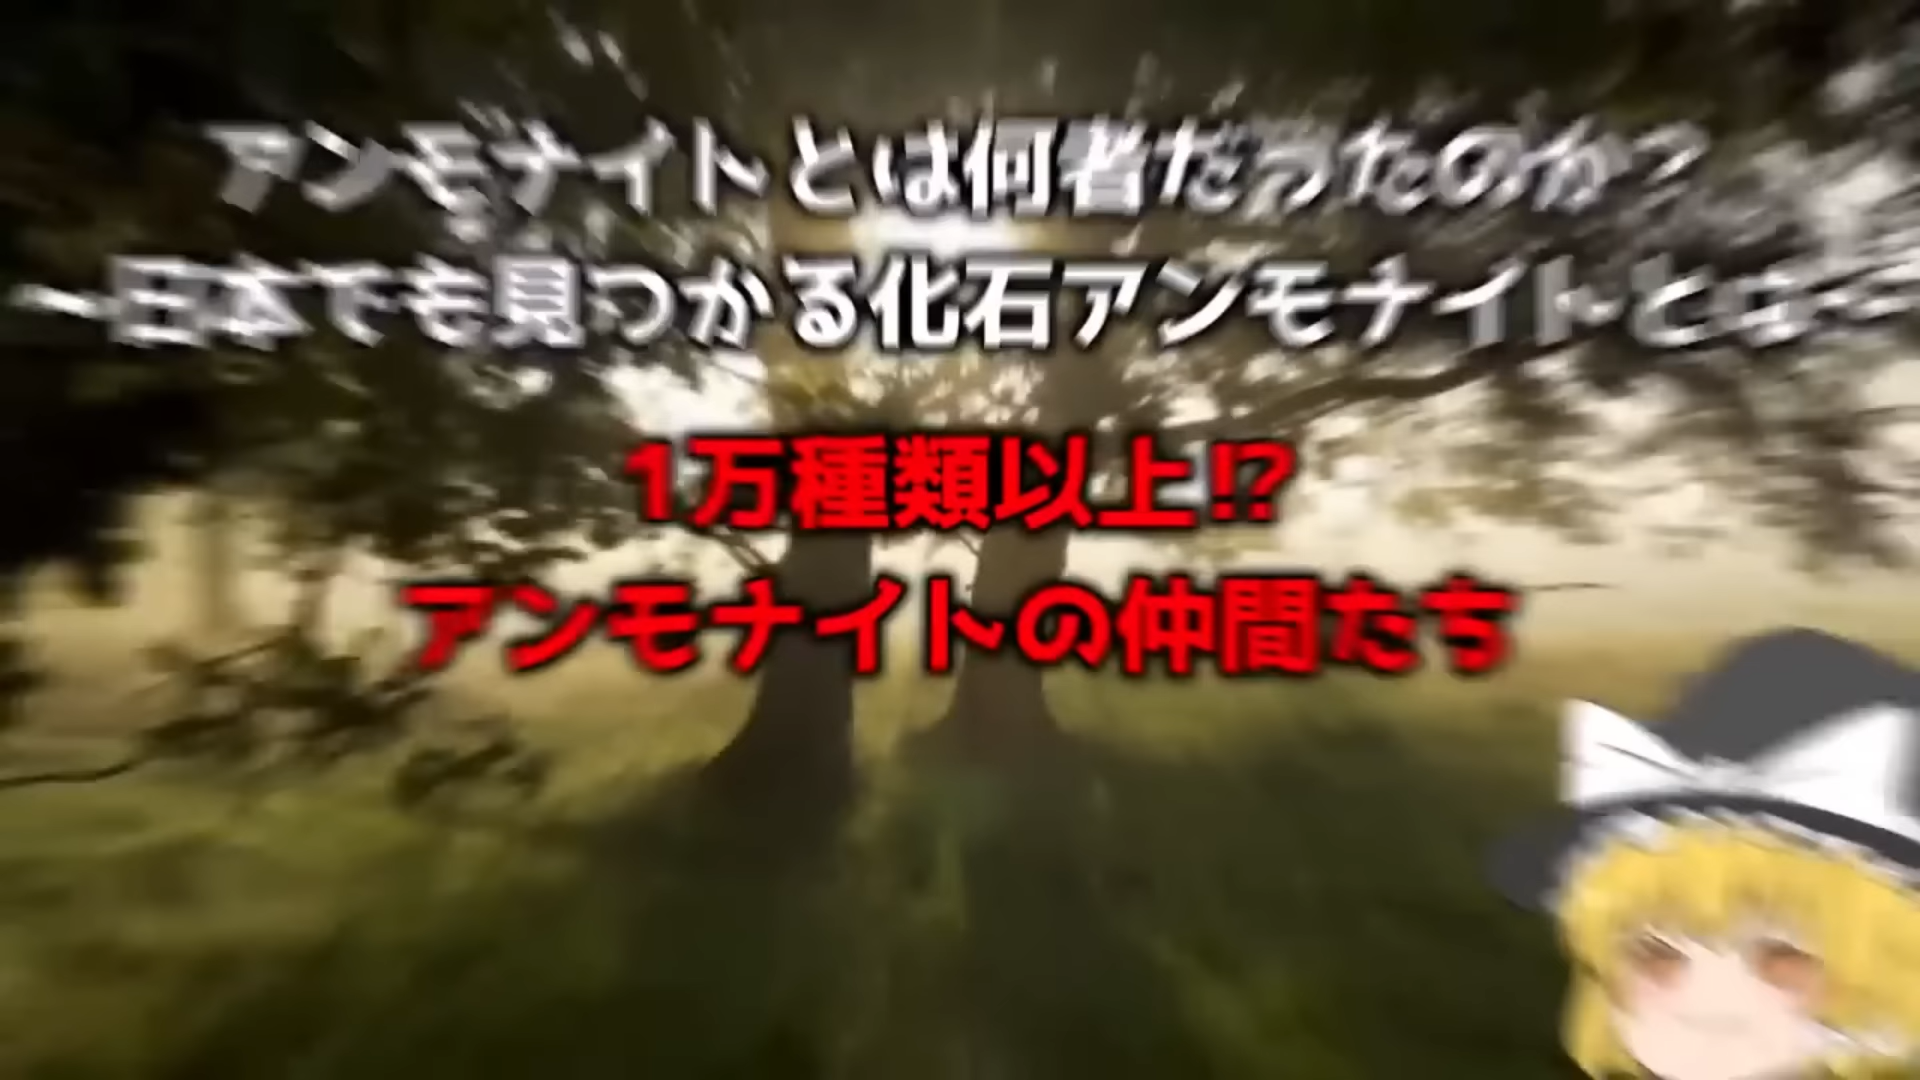 アンモナイトとは何者だったのか？
～日本でも見つかる化石アンモナイトとは～
1万種類以上⁉
アンモナイトの仲間たち